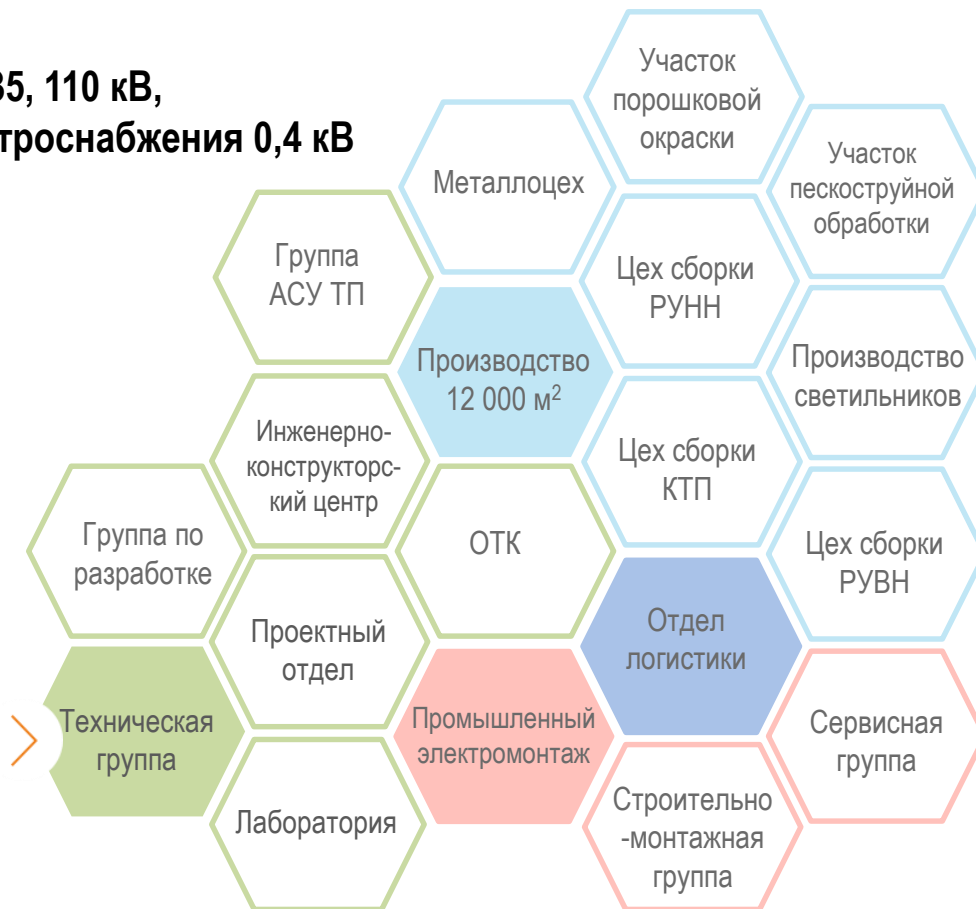 35, 110 кВ,
троснабжения 0,4 кВ
Участок
порошковой
окраски
Металлоцех
Участок
пескоструйной
обработки
Группа
АСУ ТП
Цех сборки
РУНН
Производство
12 000 м²
Производство
светильников
Инженерно-
конструкторс-
кий центр
Цех сборки
КТП
Группа по
разработке
ОТК
Цех сборки
РУВН
Проектный
отдел
Отдел
логистики
Техническая
группа
Промышленный
электромонтаж
Сервисная
группа
Лаборатория
Строительно
-монтажная
группа